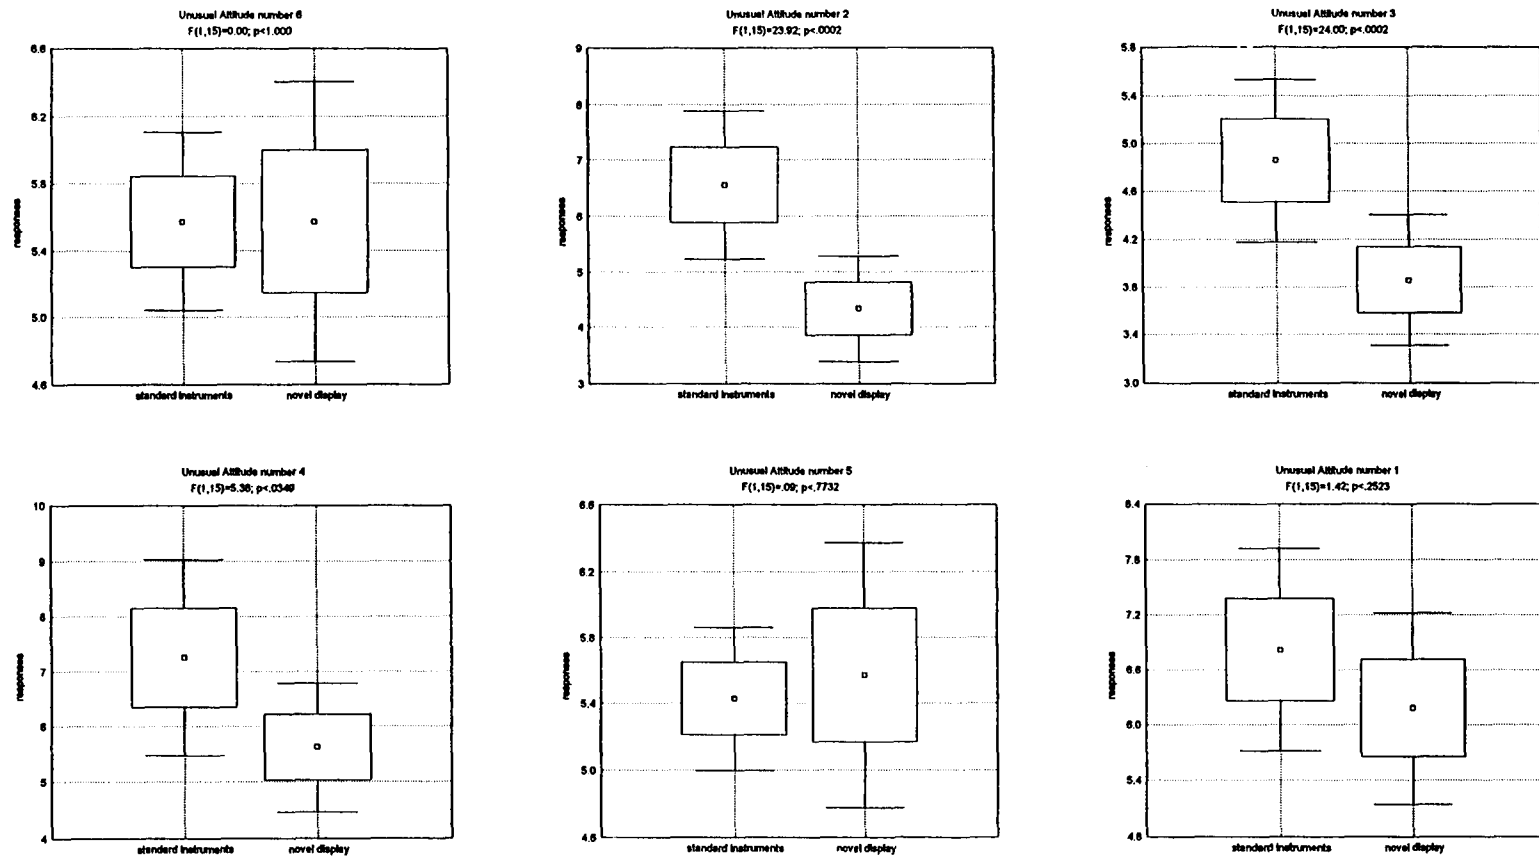 Unusual Attitude number 6
F(1,15)=0.00; p<1.000
6.6
6.2
5.8
5.4
5.0
4.6
responses
standard instruments
novel display
Unusual Attitude number 2
F(1,15)=23.92; p<.0002
9
8
7
6
5
4
3
responses
standard instruments
novel display
Unusual Attitude number 3
F(1,15)=24.00; p<.0002
5.8
5.4
5.0
4.6
4.2
3.8
3.4
3.0
responses
standard instruments
novel display
Unusual Attitude number 4
F(1,15)=5.38; p<.0349
10
9
8
7
6
5
4
responses
standard instruments
novel display
Unusual Attitude number 5
F(1,15)=.09; p<.7732
6.6
6.2
5.8
5.4
5.0
4.6
responses
standard instruments
novel display
Unusual Attitude number 1
F(1,15)=1.42; p<.2523
8.4
7.8
7.2
6.6
6.0
5.4
4.8
responses
standard instruments
novel display